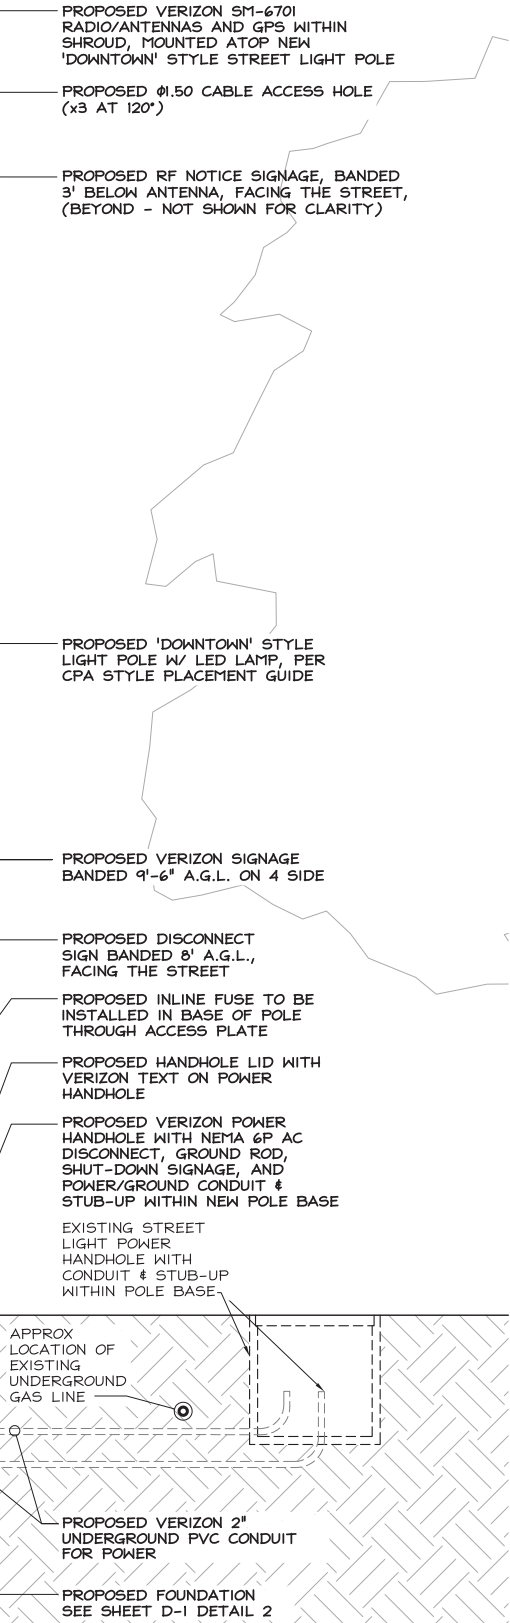 PROPOSED VERIZON SM-6701
RADIO/ANTENNAS AND GPS WITHIN
SHROUD, MOUNTED ATOP NEW
'DOWNTOWN' STYLE STREET LIGHT POLE
PROPOSED Ø1.50 CABLE ACCESS HOLE
(x3 AT 120°)
PROPOSED RF NOTICE SIGNAGE, BANDED
3' BELOW ANTENNA, FACING THE STREET,
(BEYOND - NOT SHOWN FOR CLARITY)
PROPOSED 'DOWNTOWN' STYLE
LIGHT POLE W/ LED LAMP, PER
CPA STYLE PLACEMENT GUIDE
PROPOSED VERIZON SIGNAGE
BANDED 9'-6" A.G.L. ON 4 SIDE
PROPOSED DISCONNECT
SIGN BANDED 8' A.G.L.,
FACING THE STREET
PROPOSED INLINE FUSE TO BE
INSTALLED IN BASE OF POLE
THROUGH ACCESS PLATE
PROPOSED HANDHOLE LID WITH
VERIZON TEXT ON POWER
HANDHOLE
PROPOSED VERIZON POWER
HANDHOLE WITH NEMA 6P AC
DISCONNECT, GROUND ROD,
SHUT-DOWN SIGNAGE, AND
POWER/GROUND CONDUIT &
STUB-UP WITHIN NEW POLE BASE
EXISTING STREET
LIGHT POWER
HANDHOLE WITH
CONDUIT & STUB-UP
WITHIN POLE BASE
APPROX
LOCATION OF
EXISTING
UNDERGROUND
GAS LINE
PROPOSED VERIZON 2"
UNDERGROUND PVC CONDUIT
FOR POWER
PROPOSED FOUNDATION
SEE SHEET D-1 DETAIL 2